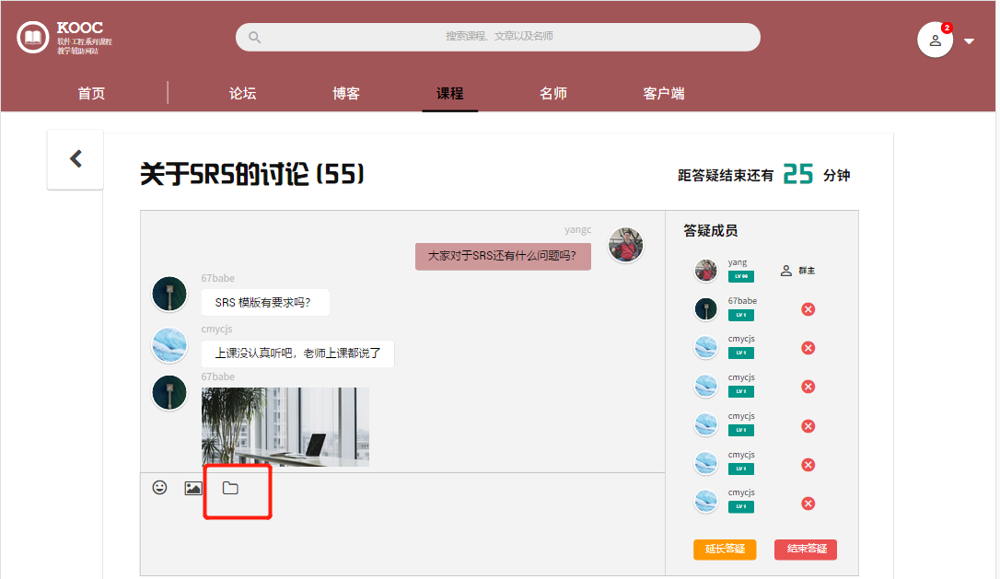 KOOC
软件工程系列课程
教学辅助网站
搜索课程、文章以及名师
2
首页
论坛
博客
课程
名师
客户端
关于SRS的讨论 (55)
距答疑结束还有 25 分钟
yangc
大家对于SRS还有什么问题吗?
67babe
SRS 模版有要求吗?
cmycjs
上课没认真听吧，老师上课都说了
67babe
答疑成员
yang
LV 99
群主
67babe
LV 1
cmycjs
LV 1
cmycjs
LV 1
cmycjs
LV 1
cmycjs
LV 1
cmycjs
LV 1
延长答疑
结束答疑